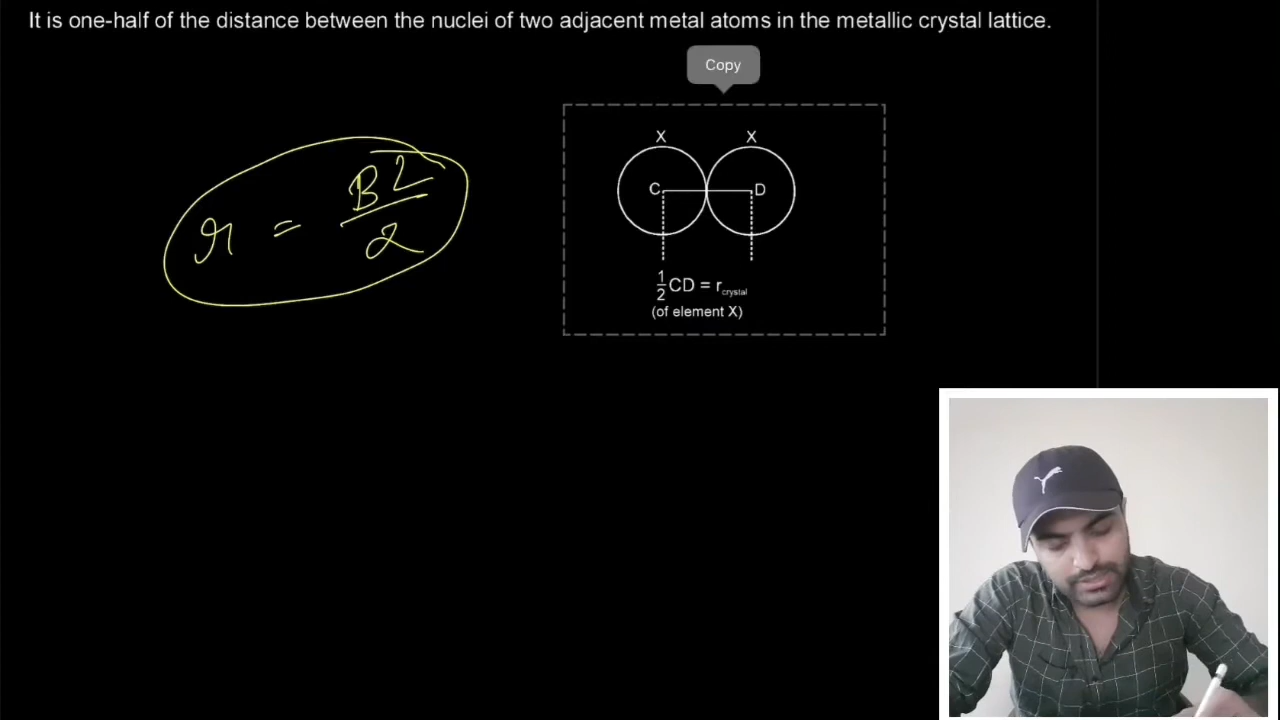 It is one-half of the distance between the nuclei of two adjacent metal atoms in the metallic crystal lattice.
Copy
X X
C D
r = BL/2
1/2 CD = r crystal
(of element X)